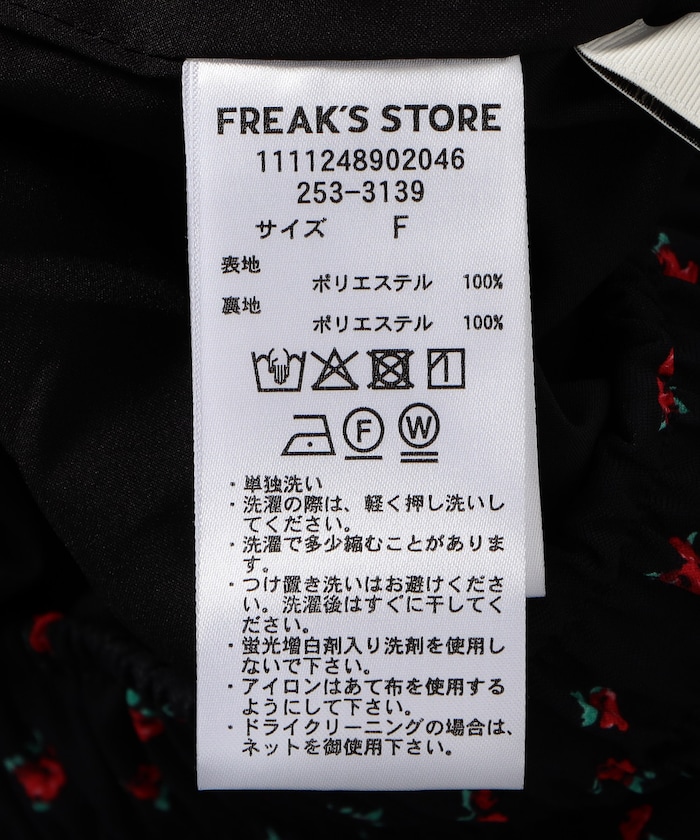 FREAK'S STORE
1111248902046
253-3139
サイズ F
表地
ポリエステル 100%
裏地
ポリエステル 100%
F W
・単独洗い
・洗濯の際は、軽く押し洗いし
てください。
・洗濯で多少縮むことがありま
す。
・つけ置き洗いはお避けくださ
い。洗濯後はすぐに干してく
ださい。
・蛍光増白剤入り洗剤を使用し
ないで下さい。
・アイロンはあて布を使用する
ようにして下さい。
・ドライクリーニングの場合は、
ネットを御使用下さい。